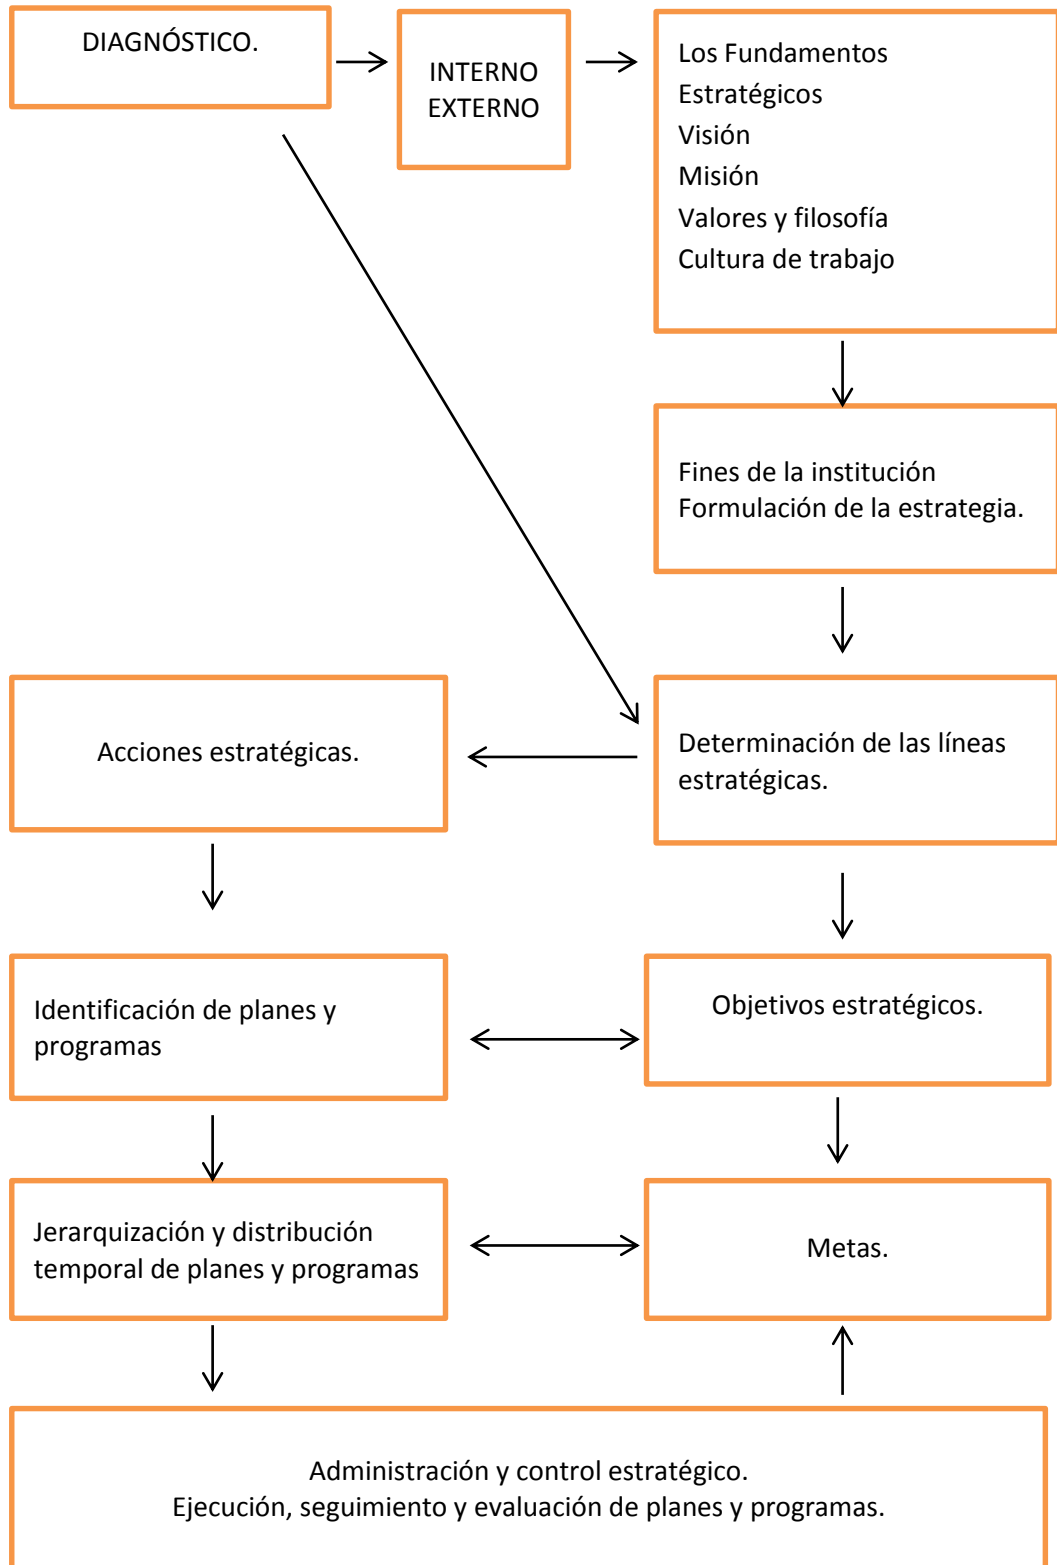 DIAGNÓSTICO.
INTERNO
EXTERNO
Los Fundamentos
Estratégicos
Visión
Misión
Valores y filosofía
Cultura de trabajo
Fines de la institución
Formulación de la estrategia.
Determinación de las líneas
estratégicas.
Acciones estratégicas.
Identificación de planes y
programas
Objetivos estratégicos.
Jerarquización y distribución
temporal de planes y programas
Metas.
Administración y control estratégico.
Ejecución, seguimiento y evaluación de planes y programas.